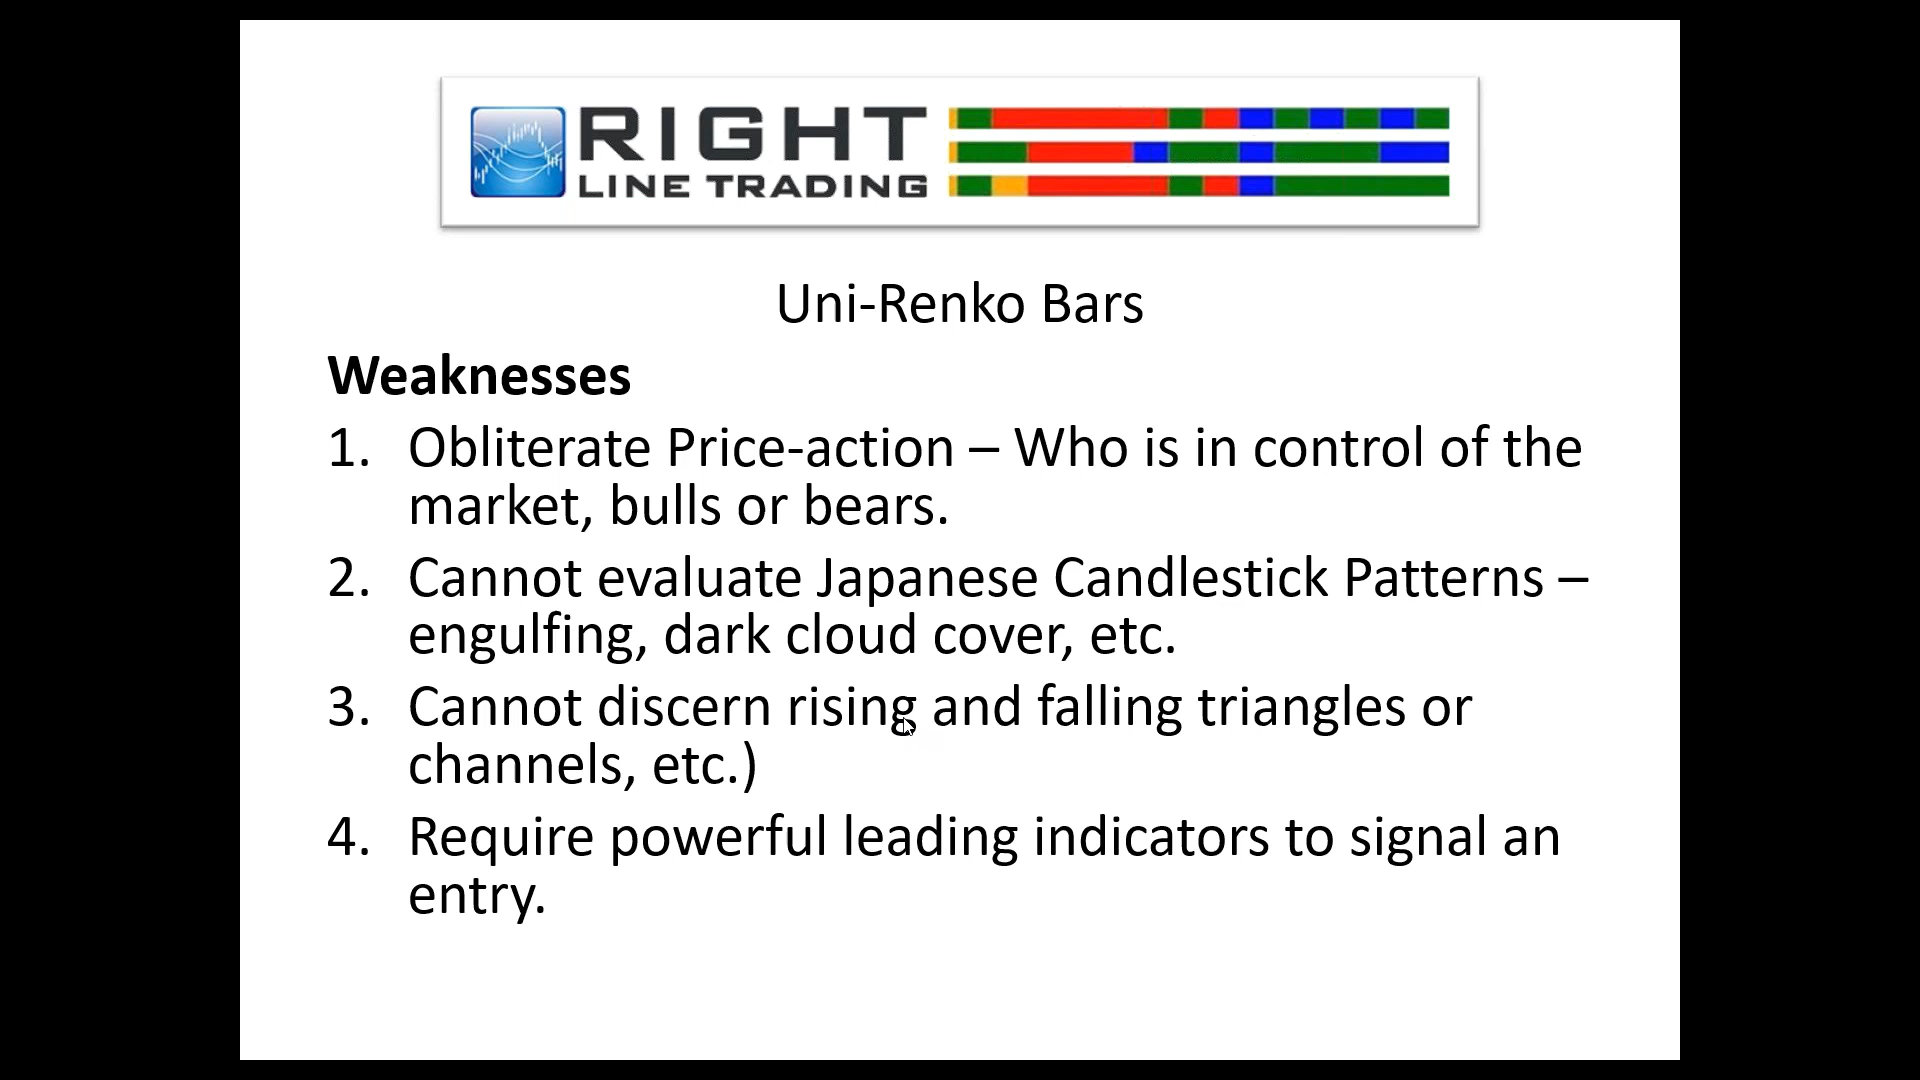 RIGHT
LINE TRADING
Uni-Renko Bars
Weaknesses
1. Obliterate Price-action – Who is in control of the
market, bulls or bears.
2. Cannot evaluate Japanese Candlestick Patterns –
engulfing, dark cloud cover, etc.
3. Cannot discern rising and falling triangles or
channels, etc.)
4. Require powerful leading indicators to signal an
entry.